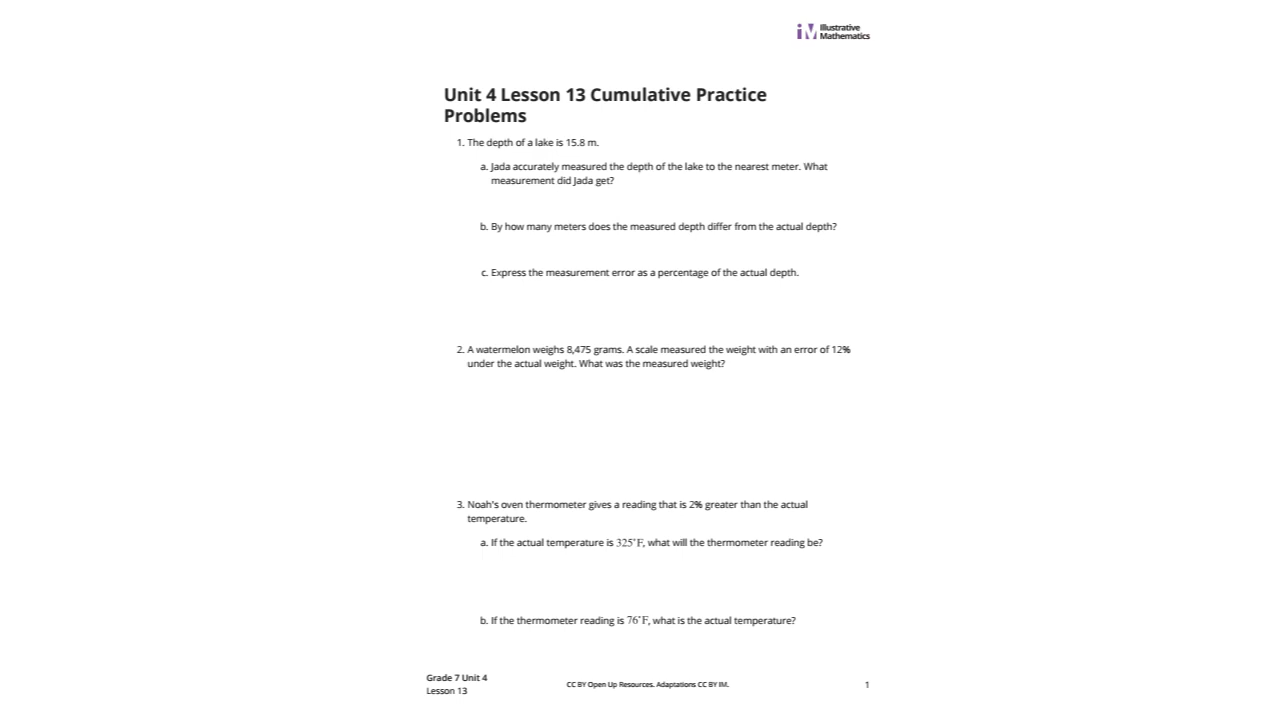 Illustrative
Mathematics
Unit 4 Lesson 13 Cumulative Practice
Problems
1. The depth of a lake is 15.8 m.
a. Jada accurately measured the depth of the lake to the nearest meter. What
measurement did Jada get?
b. By how many meters does the measured depth differ from the actual depth?
c. Express the measurement error as a percentage of the actual depth.
2. A watermelon weighs 8,475 grams. A scale measured the weight with an error of 12%
under the actual weight. What was the measured weight?
3. Noah's oven thermometer gives a reading that is 2% greater than the actual
temperature.
a. If the actual temperature is 325°F, what will the thermometer reading be?
b. If the thermometer reading is 76°F, what is the actual temperature?
Grade 7 Unit 4
Lesson 13
CC BY Open Up Resources. Adaptations CC BY IM.
1